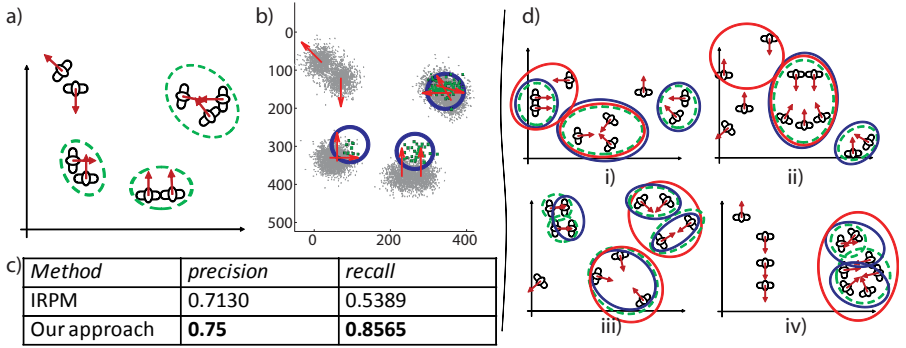 a)
b)
0
100
200
300
400
500
0
200
400
c)
Method precision recall
IRPM 0.7130 0.5389
Our approach 0.75 0.8565
d)
i)
ii)
iii)
iv)